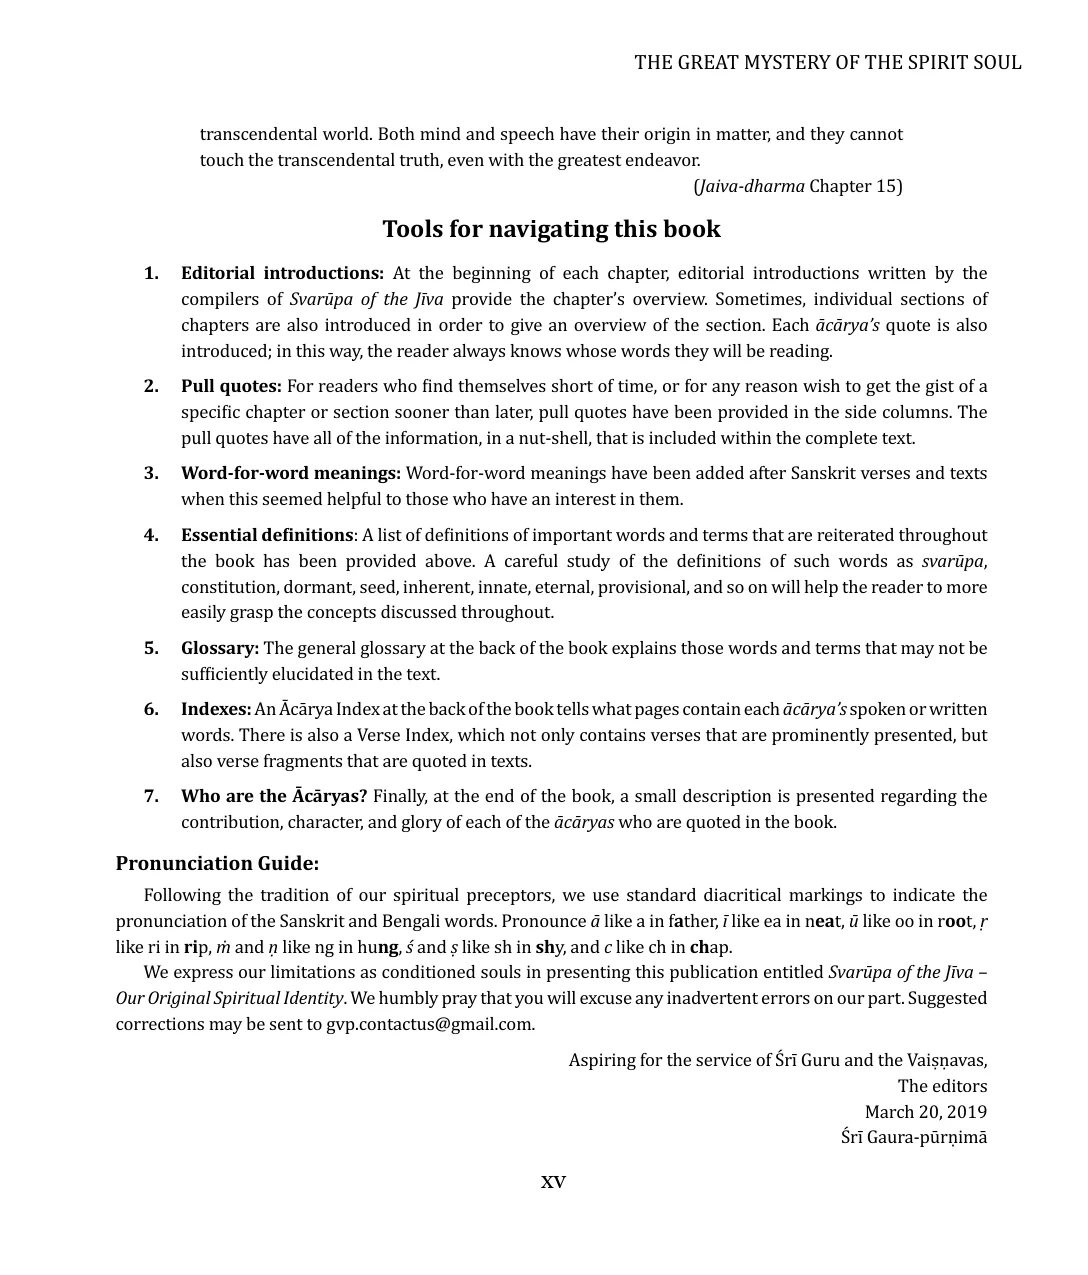 THE GREAT MYSTERY OF THE SPIRIT SOUL
transcendental world. Both mind and speech have their origin in matter, and they cannot
touch the transcendental truth, even with the greatest endeavor.
(Jaiva-dharma Chapter 15)
Tools for navigating this book
1. Editorial introductions: At the beginning of each chapter, editorial introductions written by the
compilers of Svarūpa of the Jīva provide the chapter’s overview. Sometimes, individual sections of
chapters are also introduced in order to give an overview of the section. Each ācārya’s quote is also
introduced; in this way, the reader always knows whose words they will be reading.
2. Pull quotes: For readers who find themselves short of time, or for any reason wish to get the gist of a
specific chapter or section sooner than later, pull quotes have been provided in the side columns. The
pull quotes have all of the information, in a nut-shell, that is included within the complete text.
3. Word-for-word meanings: Word-for-word meanings have been added after Sanskrit verses and texts
when this seemed helpful to those who have an interest in them.
4. Essential definitions: A list of definitions of important words and terms that are reiterated throughout
the book has been provided above. A careful study of the definitions of such words as svarūpa,
constitution, dormant, seed, inherent, innate, eternal, provisional, and so on will help the reader to more
easily grasp the concepts discussed throughout.
5. Glossary: The general glossary at the back of the book explains those words and terms that may not be
sufficiently elucidated in the text.
6. Indexes: An Ācārya Index at the back of the book tells what pages contain each ācārya’s spoken or written
words. There is also a Verse Index, which not only contains verses that are prominently presented, but
also verse fragments that are quoted in texts.
7. Who are the Ācāryas? Finally, at the end of the book, a small description is presented regarding the
contribution, character, and glory of each of the ācāryas who are quoted in the book.
Pronunciation Guide:
Following the tradition of our spiritual preceptors, we use standard diacritical markings to indicate the
pronunciation of the Sanskrit and Bengali words. Pronounce ā like a in father, ī like ea in neat, ū like oo in root, ṛ
like ri in rip, ṁ and ṇ like ng in hung, ś and ṣ like sh in shy, and c like ch in chap.
We express our limitations as conditioned souls in presenting this publication entitled Svarūpa of the Jīva –
Our Original Spiritual Identity. We humbly pray that you will excuse any inadvertent errors on our part. Suggested
corrections may be sent to gvp.contactus@gmail.com.
Aspiring for the service of Śrī Guru and the Vaiṣṇavas,
The editors
March 20, 2019
Śrī Gaura-pūrṇimā
xv